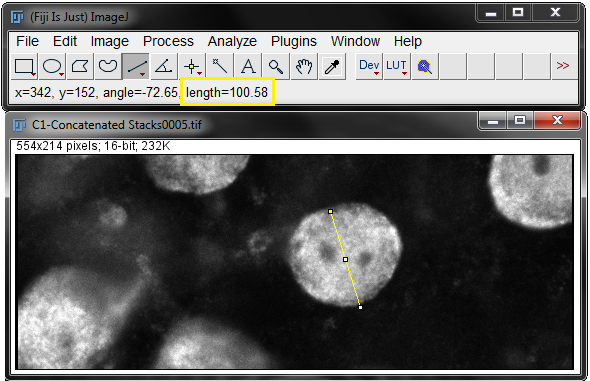 (Fiji Is Just) ImageJ
File Edit Image Process Analyze Plugins Window Help
A Dev LUT >>
x=342, y=152, angle=-72.65, length=100.58
C1-Concatenated Stacks0005.tif
554x214 pixels; 16-bit; 232K